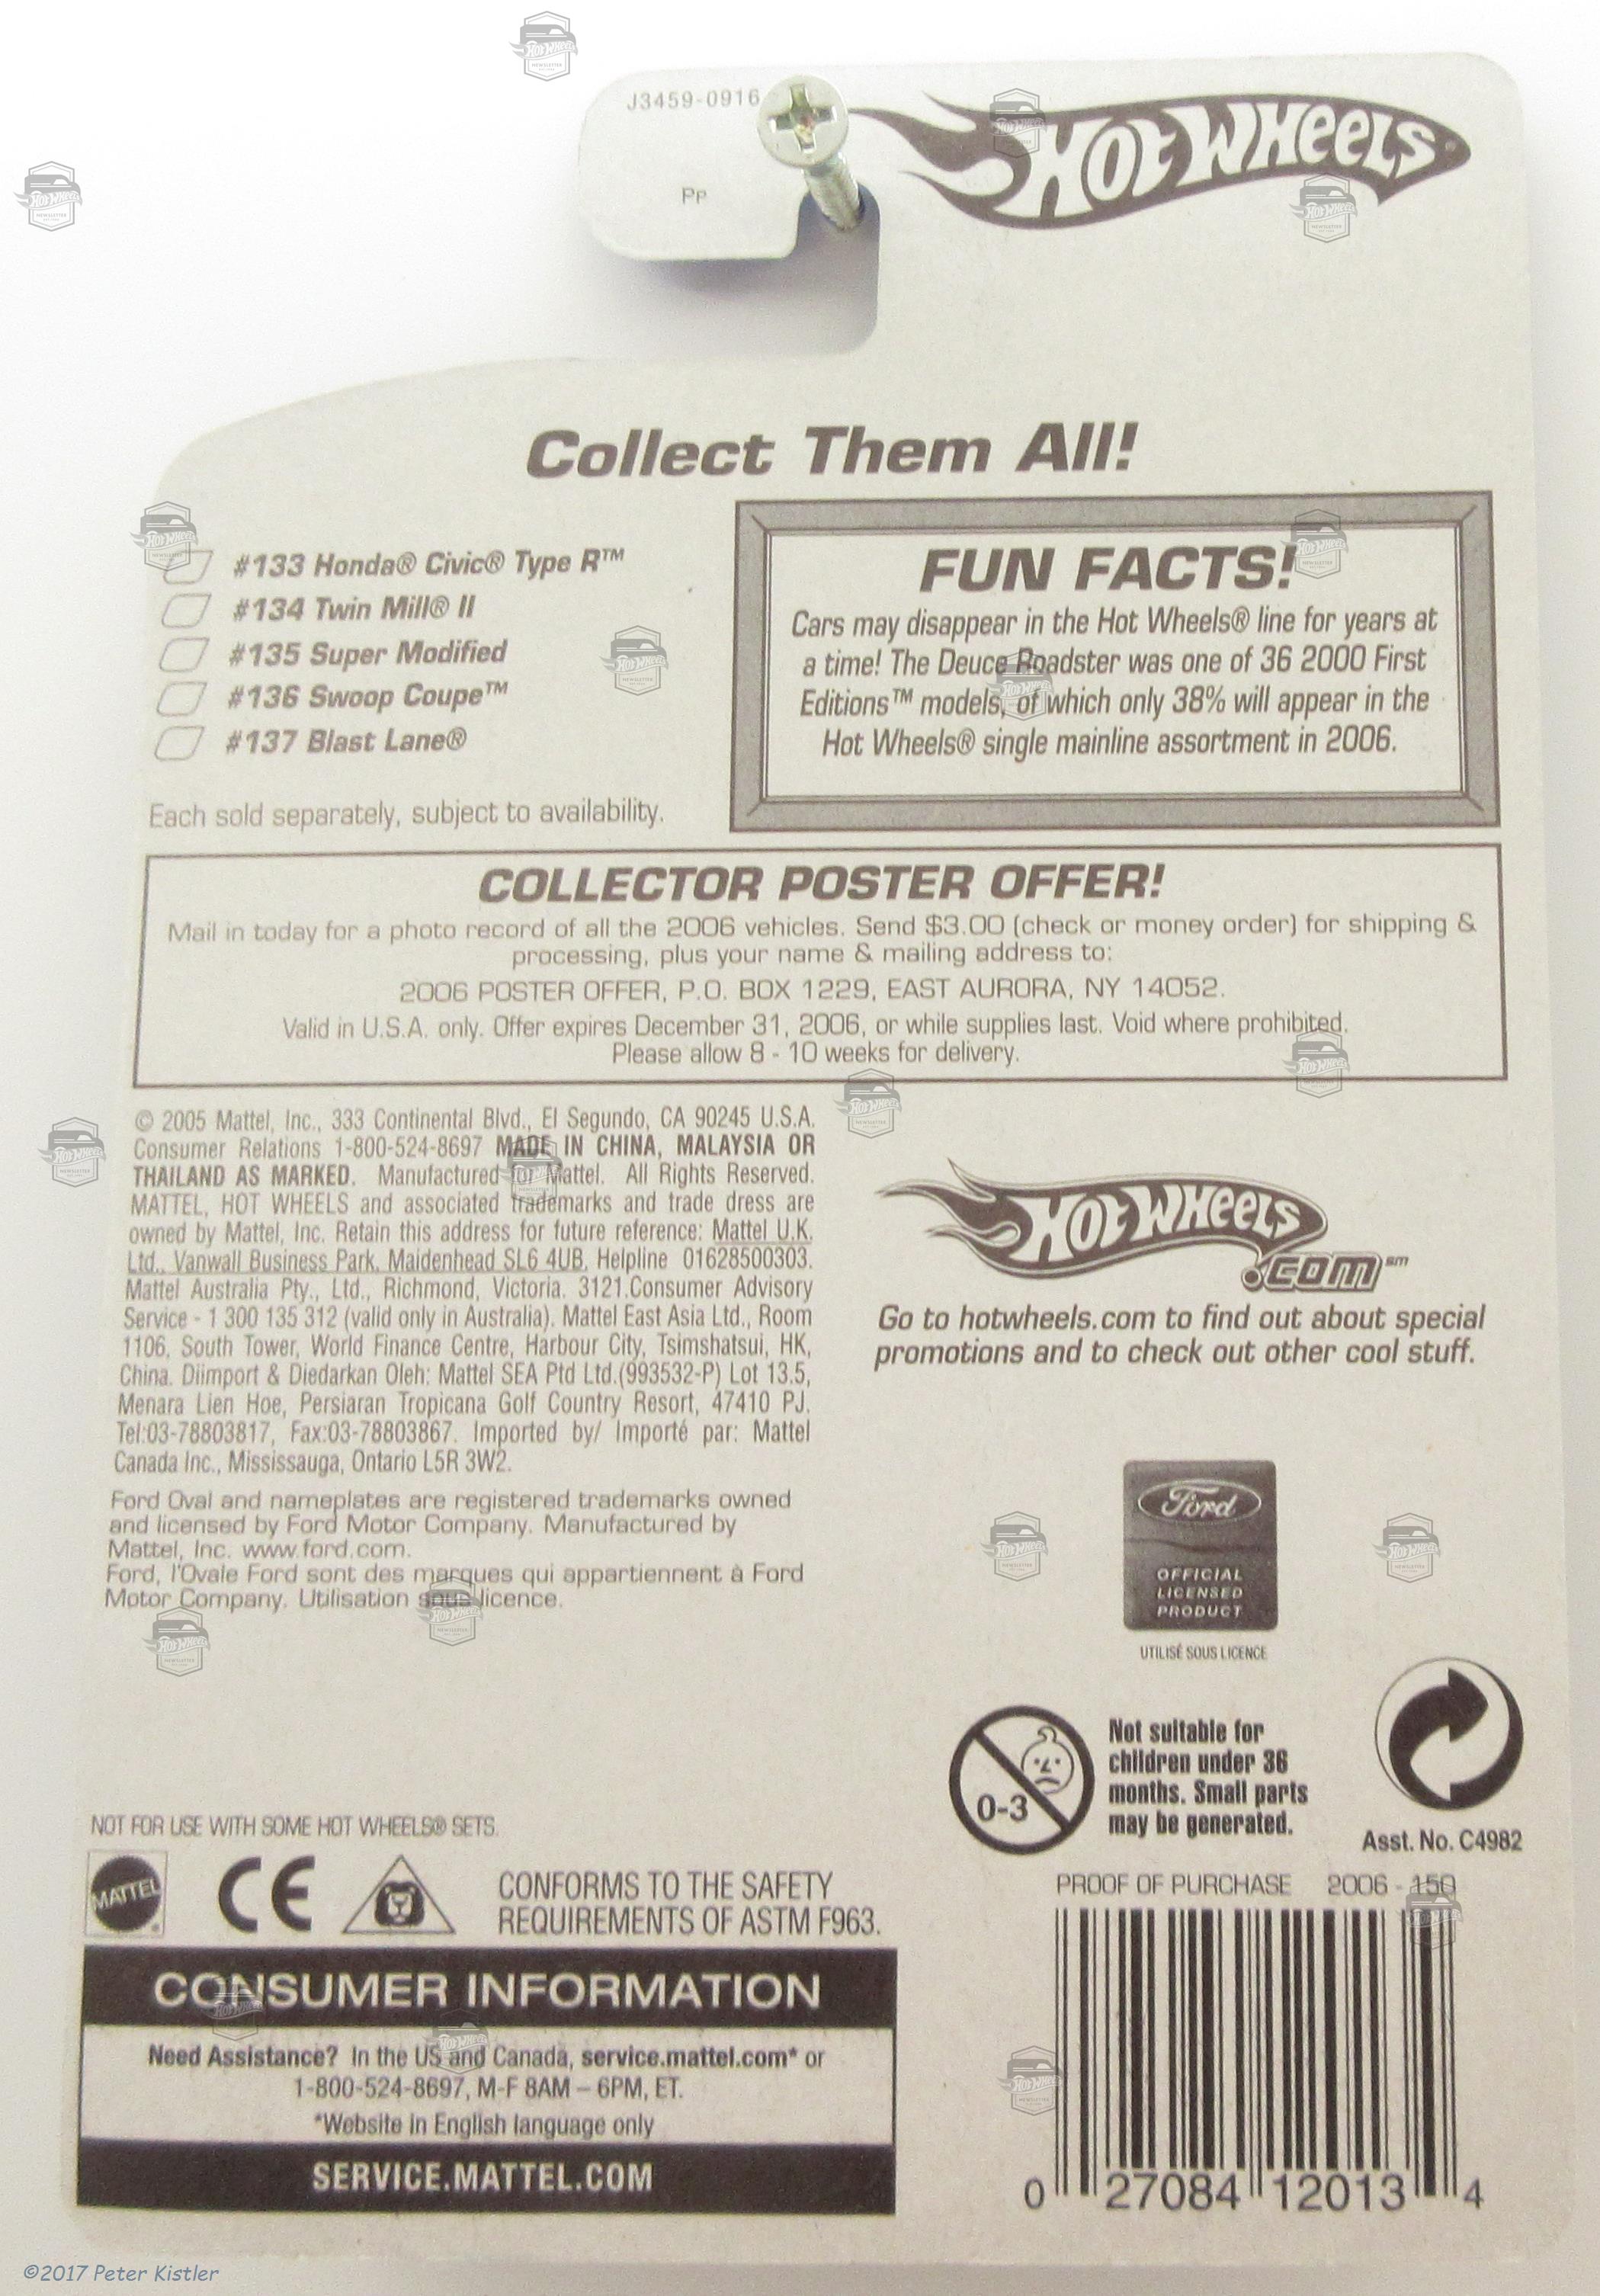 J3459-0916
Pp
HOT WHEELS
Collect Them All!
#133 Honda® Civic® Type R™
#134 Twin Mill® II
#135 Super Modified
#136 Swoop Coupe™
#137 Blast Lane®
Each sold separately, subject to availability.
FUN FACTS!
Cars may disappear in the Hot Wheels® line for years at
a time! The Deuce Roadster was one of 36 2000 First
Editions™ models, of which only 38% will appear in the
Hot Wheels® single mainline assortment in 2006.
COLLECTOR POSTER OFFER!
Mail in today for a photo record of all the 2006 vehicles. Send $3.00 (check or money order) for shipping &
processing, plus your name & mailing address to:
2006 POSTER OFFER, P.O. BOX 1229, EAST AURORA, NY 14052.
Valid in U.S.A. only. Offer expires December 31, 2006, or while supplies last. Void where prohibited.
Please allow 8 - 10 weeks for delivery.
© 2005 Mattel, Inc., 333 Continental Blvd., El Segundo, CA 90245 U.S.A.
Consumer Relations 1-800-524-8697 MADE IN CHINA, MALAYSIA OR
THAILAND AS MARKED. Manufactured for Mattel. All Rights Reserved.
MATTEL, HOT WHEELS and associated trademarks and trade dress are
owned by Mattel, Inc. Retain this address for future reference: Mattel U.K.
Ltd., Vanwall Business Park, Maidenhead SL6 4UB. Helpline 01628500303.
Mattel Australia Pty., Ltd., Richmond, Victoria. 3121.Consumer Advisory
Service - 1 300 135 312 (valid only in Australia). Mattel East Asia Ltd., Room
1106, South Tower, World Finance Centre, Harbour City, Tsimshatsui, HK,
China. Diimport & Diedarkan Oleh: Mattel SEA Ptd Ltd.(993532-P) Lot 13.5,
Menara Lien Hoe, Persiaran Tropicana Golf Country Resort, 47410 PJ.
Tel:03-78803817, Fax:03-78803867. Imported by/ Importé par: Mattel
Canada Inc., Mississauga, Ontario L5R 3W2.
Ford Oval and nameplates are registered trademarks owned
and licensed by Ford Motor Company. Manufactured by
Mattel, Inc. www.ford.com.
Ford, l'Ovale Ford sont des marques qui appartiennent à Ford
Motor Company. Utilisation sous licence.
HOT WHEELS
.COM℠
Go to hotwheels.com to find out about special
promotions and to check out other cool stuff.
Ford
OFFICIAL
LICENSED
PRODUCT
UTILISÉ SOUS LICENCE
0-3
Not suitable for
children under 36
months. Small parts
may be generated.
Asst. No. C4982
NOT FOR USE WITH SOME HOT WHEELS® SETS.
MATTEL®
CE
CONFORMS TO THE SAFETY
REQUIREMENTS OF ASTM F963.
CONSUMER INFORMATION
Need Assistance? In the US and Canada, service.mattel.com* or
1-800-524-8697, M-F 8AM – 6PM, ET.
*Website in English language only
SERVICE.MATTEL.COM
PROOF OF PURCHASE 2006 - 150
0 27084 12013 4
©2017 Peter Kistler